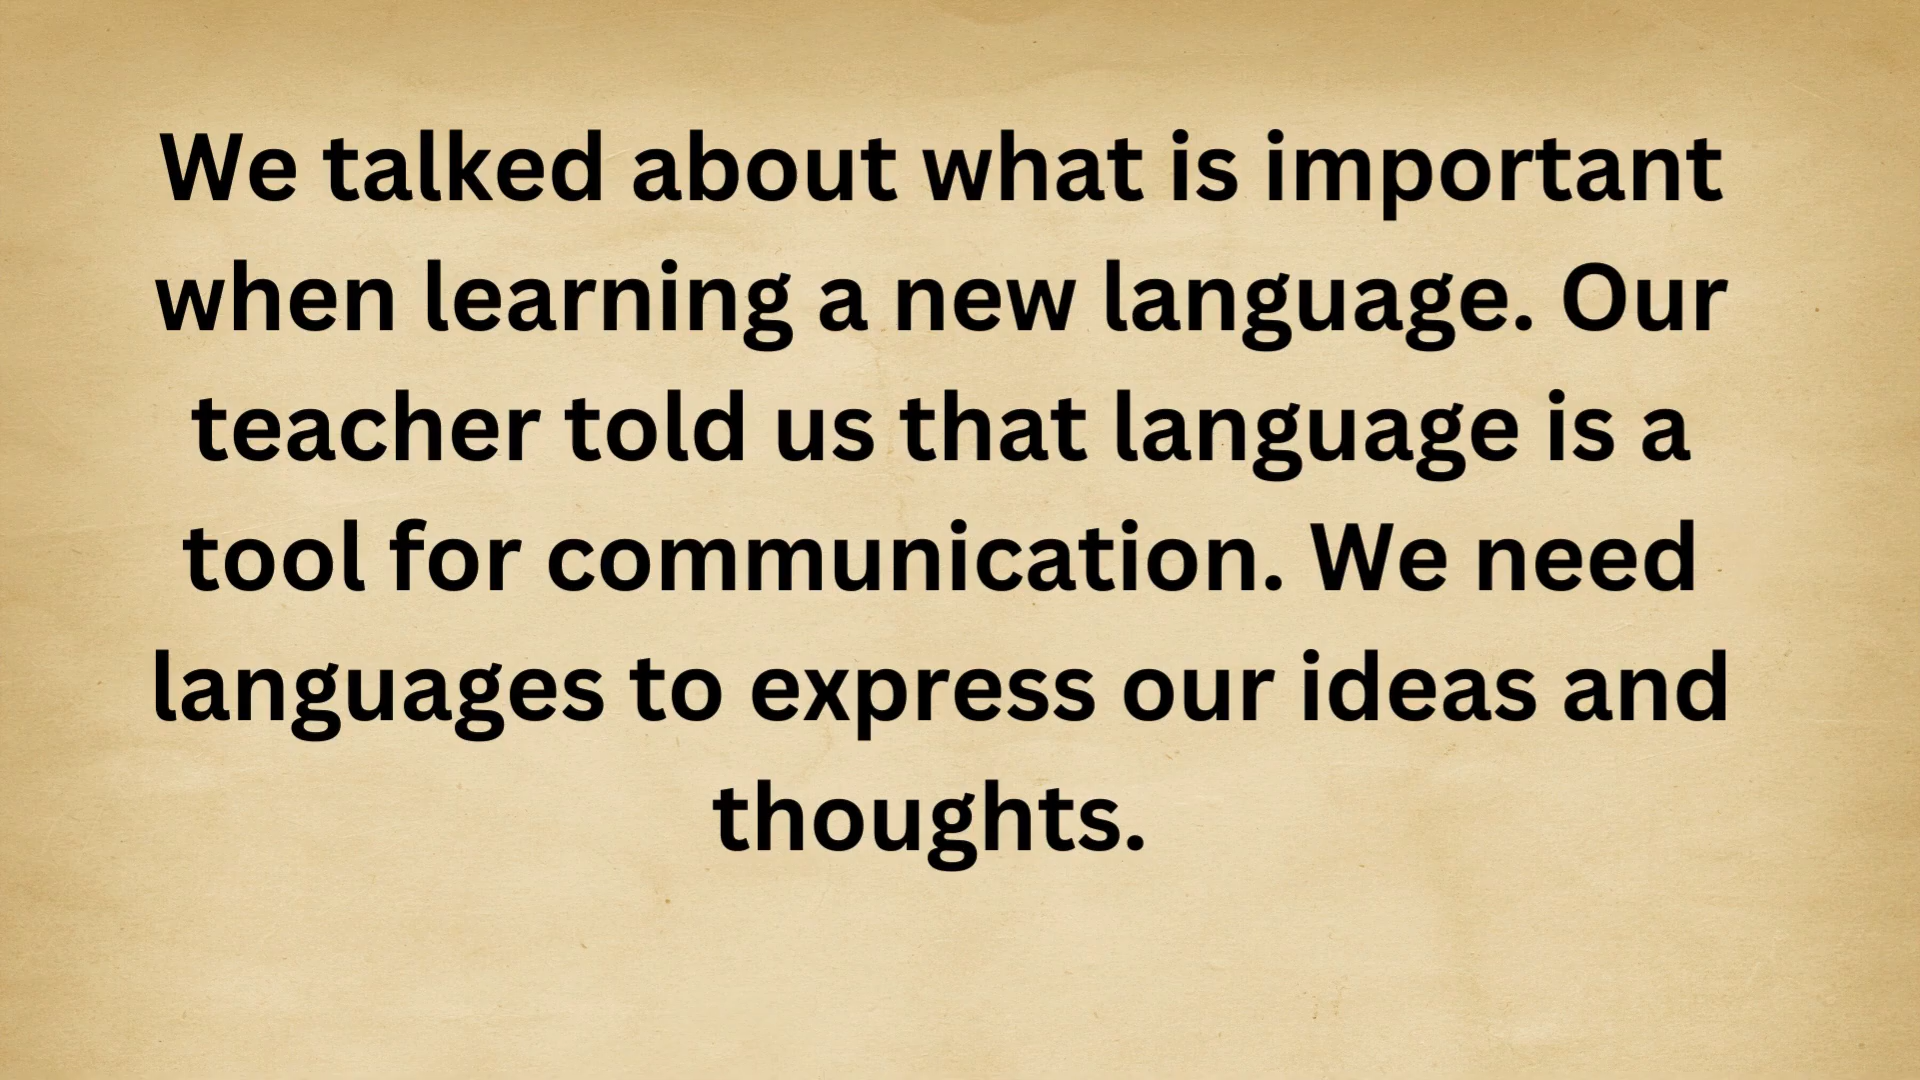 We talked about what is important
when learning a new language. Our
teacher told us that language is a
tool for communication. We need
languages to express our ideas and
thoughts.